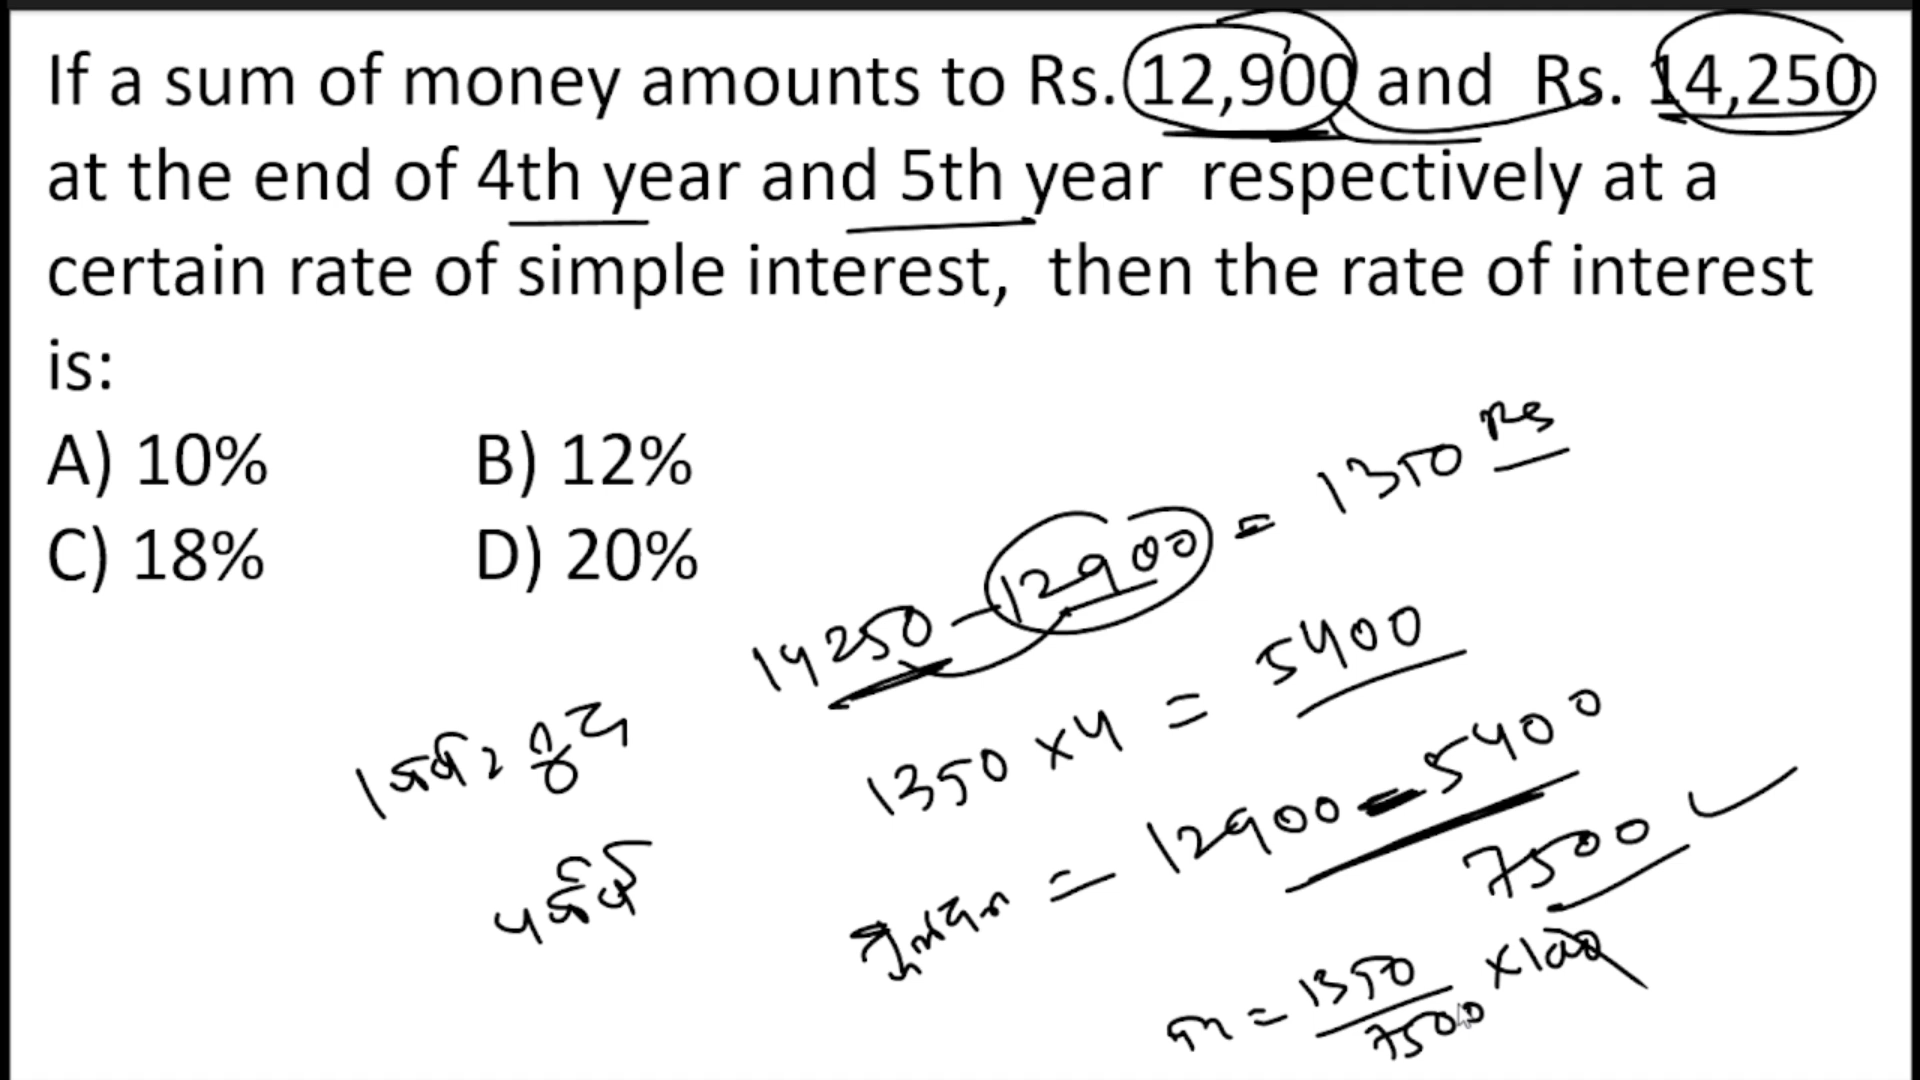 If a sum of money amounts to Rs. 12,900 and Rs. 14,250
at the end of 4th year and 5th year respectively at a
certain rate of simple interest, then the rate of interest
is:
A) 10% B) 12%
C) 18% D) 20%
14250 - 12900 = 1350 Rs
1350 x 4 = 5400
= 12900 - 5400
7500
= 1350/7500 x 100